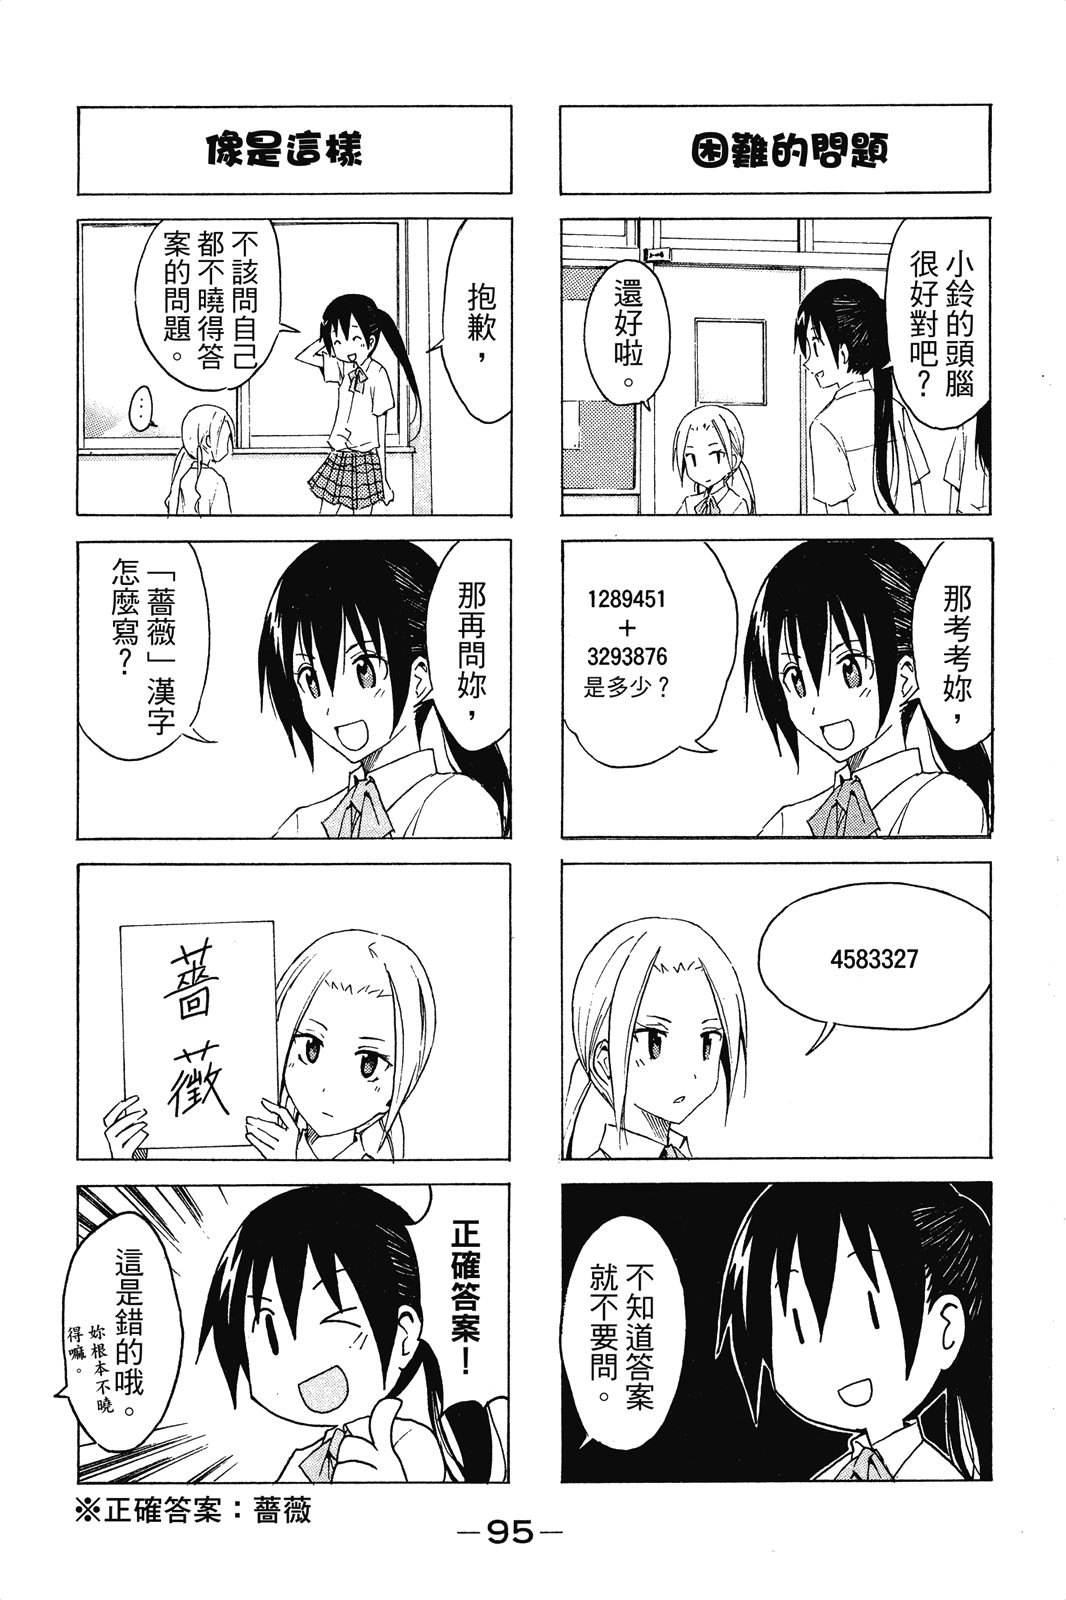 困難的問題
小鈴的頭腦
很好對吧？
還好啦。
那考考妳，
1289451
＋
3293876
是多少？
4583327
不知道答案
就不要問。
像是這樣
抱歉，
不該問自己
都不曉得答
案的問題。
…
那再問妳，
「薔薇」漢字
怎麼寫？
正確答案！
這是錯的哦。
妳根本不曉
得嘛。
※正確答案：薔薇
—95—